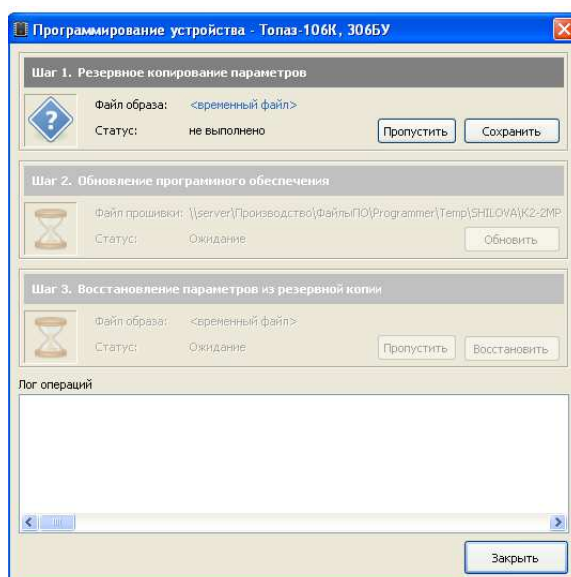 Программирование устройства - Топаз-106К, 306БУ
Шаг 1. Резервное копирование параметров
Файл образа: <временный файл>
Статус: не выполнено
Пропустить Сохранить
Шаг 2. Обновление программного обеспечения
Файл прошивки: \\server\Производство\ФайлыПО\Programmer\Temp\SHILOVA\K2-2MP
Статус: Ожидание
Обновить
Шаг 3. Восстановление параметров из резервной копии
Файл образа: <временный файл>
Статус: Ожидание
Пропустить Восстановить
Лог операций
Закрыть